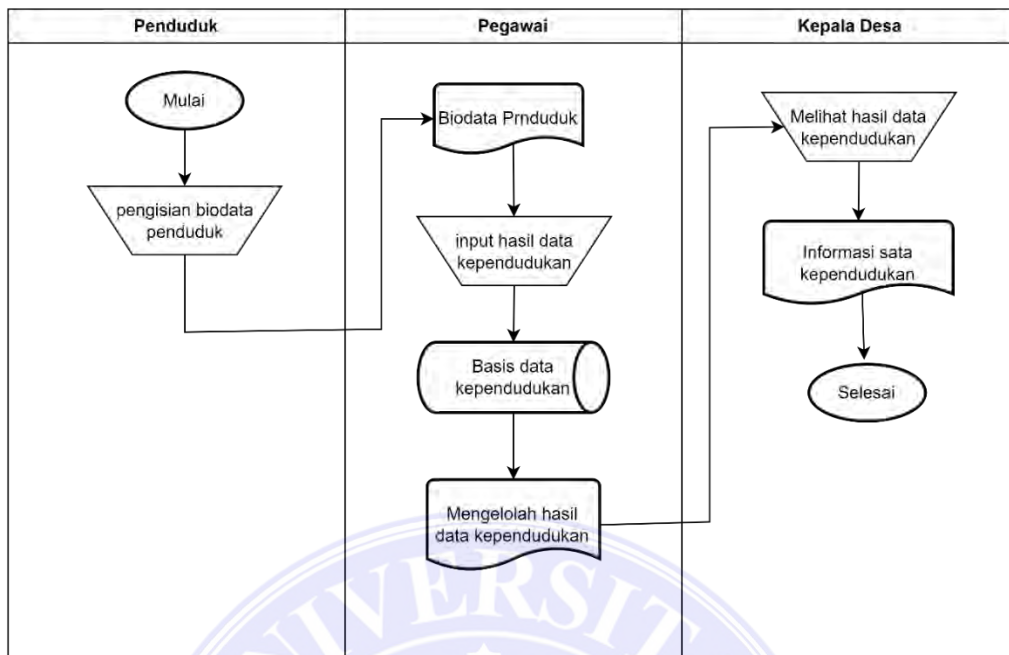 Penduduk
Pegawai
Kepala Desa
Mulai
pengisian biodata
penduduk
Biodata Prnduduk
input hasil data
kependudukan
Basis data
kependudukan
Mengelolah hasil
data kependudukan
Melihat hasil data
kependudukan
Informasi sata
kependudukan
Selesai
UNIVERSIT